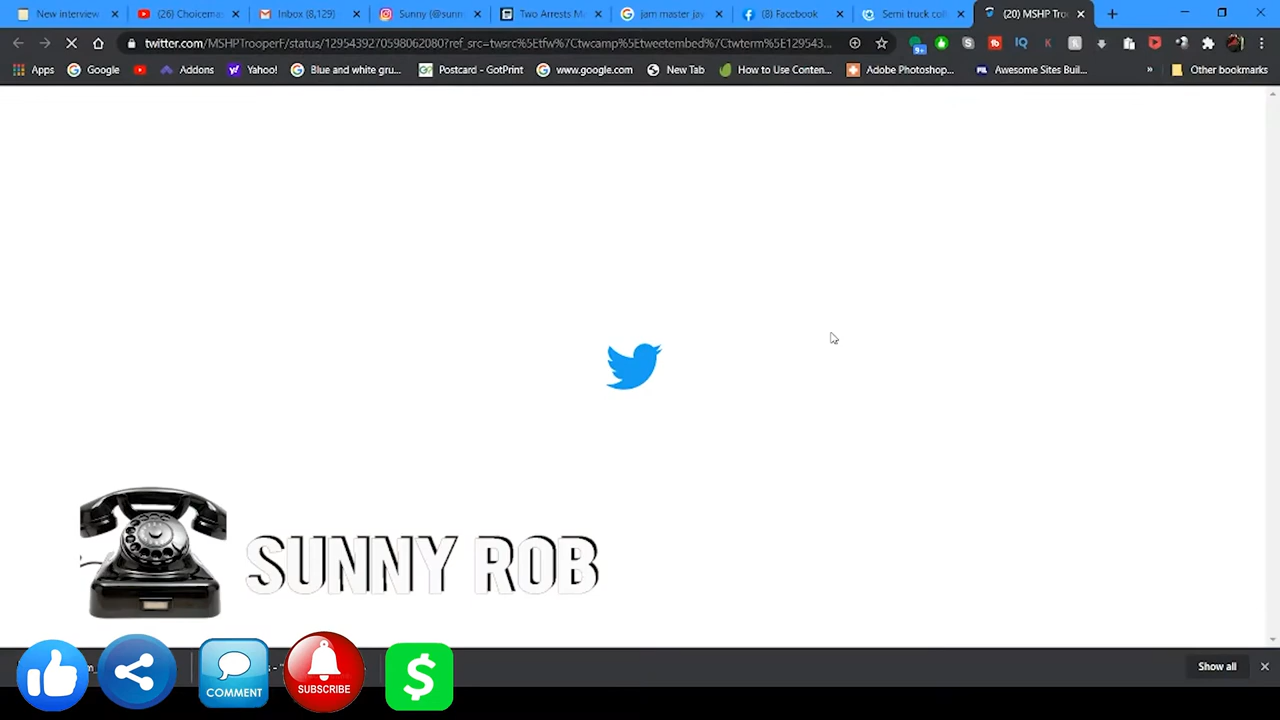 New interview
(26) Choicema
Inbox (8,129)
Sunny (@sunn
Two Arrests M
jam master jay
(8) Facebook
Semi truck coll
(20) MSHP Troo
twitter.com/MSHPTrooperF/status/1295439270598062080?ref_src=twsrc%5Etfw%7Ctwcamp%5Etweetembed%7Ctwterm%5E129543...
Apps
Google
Addons
Yahoo!
Blue and white gru...
Postcard - GotPrint
www.google.com
New Tab
How to Use Conten...
Adobe Photoshop...
Awesome Sites Buil...
»
Other bookmarks
SUNNY ROB
COMMENT
SUBSCRIBE
$
Show all